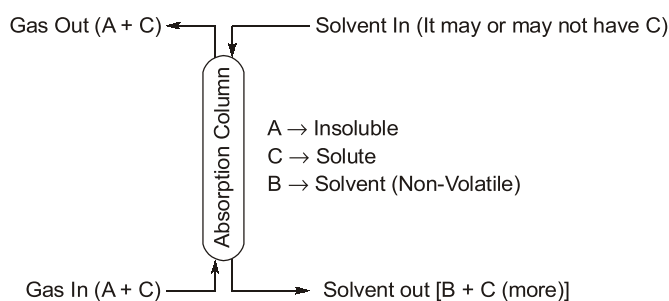 Gas Out (A + C)
Solvent In (It may or may not have C)
Absorption Column
A → Insoluble
C → Solute
B → Solvent (Non-Volatile)
Gas In (A + C)
Solvent out [B + C (more)]